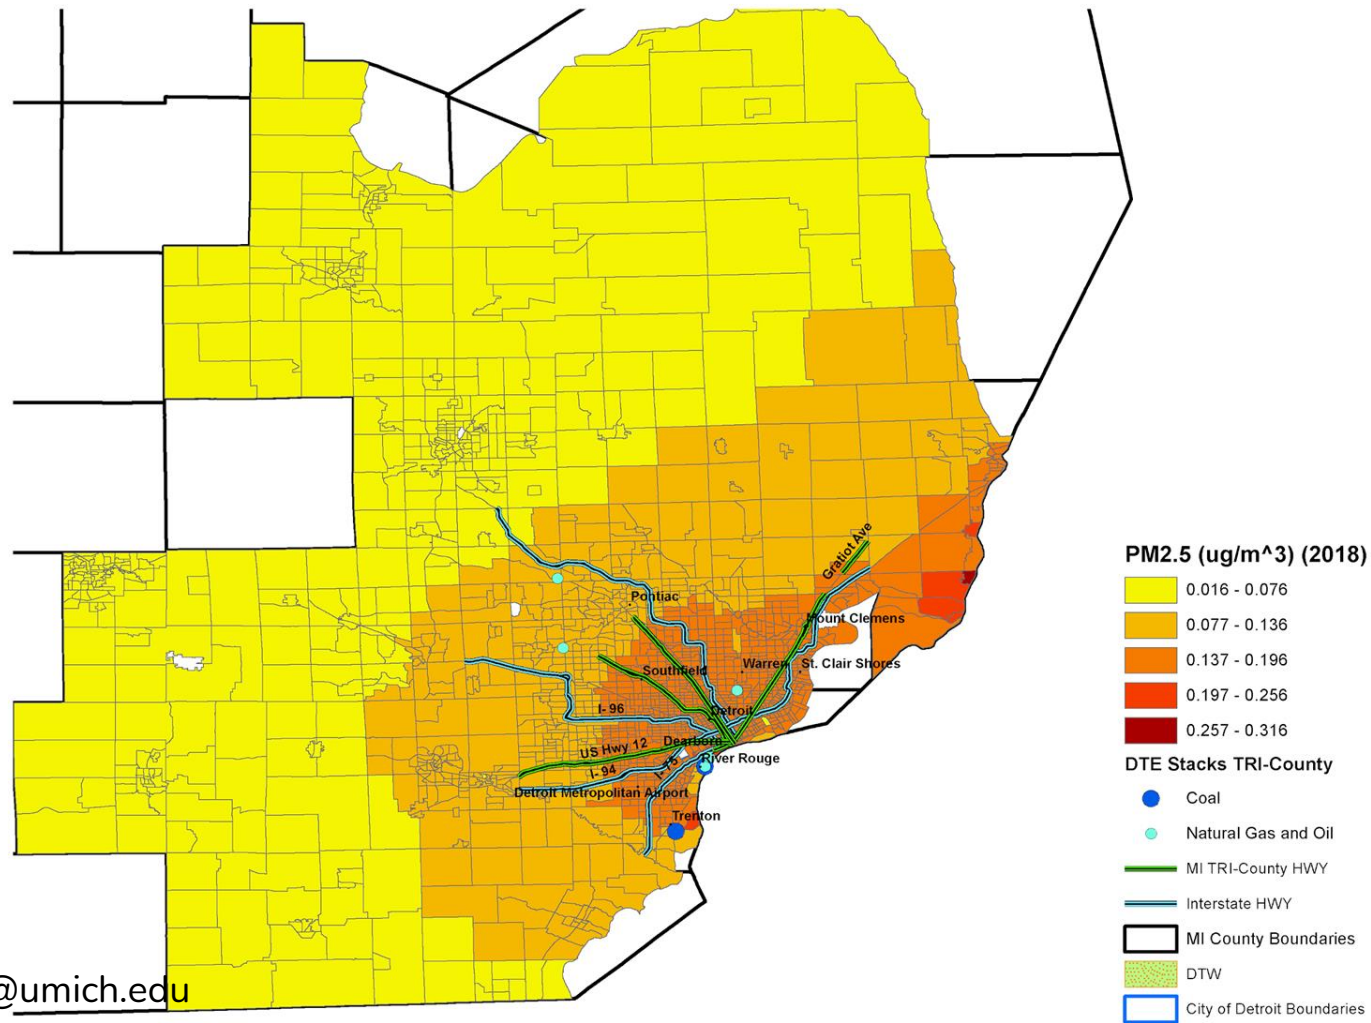 Gratiot Ave
Pontiac
Mount Clemens
Southfield
Warren
St. Clair Shores
I- 96
Detroit
Dearborn
US Hwy 12
I- 94
I- 75
River Rouge
Detroit Metropolitan Airport
Trenton
@umich.edu
PM2.5 (ug/m^3) (2018)
0.016 - 0.076
0.077 - 0.136
0.137 - 0.196
0.197 - 0.256
0.257 - 0.316
DTE Stacks TRI-County
Coal
Natural Gas and Oil
MI TRI-County HWY
Interstate HWY
MI County Boundaries
DTW
City of Detroit Boundaries